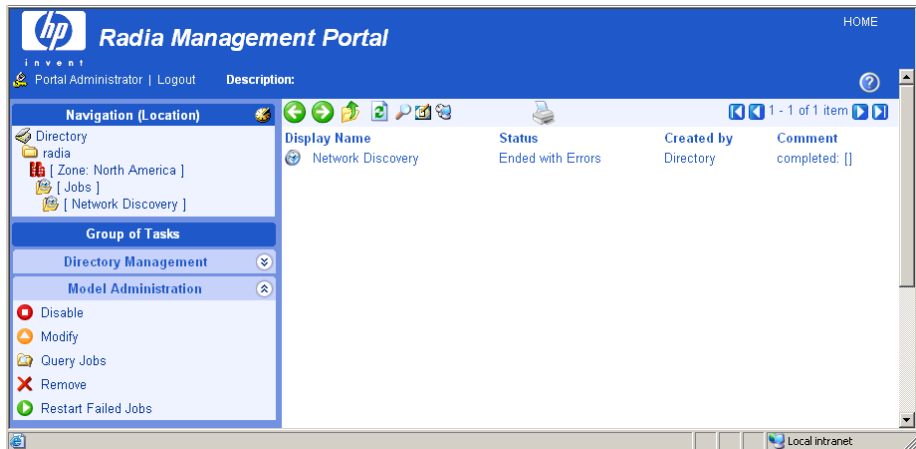 HOME
hp
Radia Management Portal
invent
Portal Administrator | Logout Description:
?
Navigation (Location)
1 - 1 of 1 item
Directory
radia
[ Zone: North America ]
[ Jobs ]
[ Network Discovery ]
Display Name Status Created by Comment
Network Discovery Ended with Errors Directory completed: []
Group of Tasks
Directory Management
Model Administration
Disable
Modify
Query Jobs
Remove
Restart Failed Jobs
Local intranet